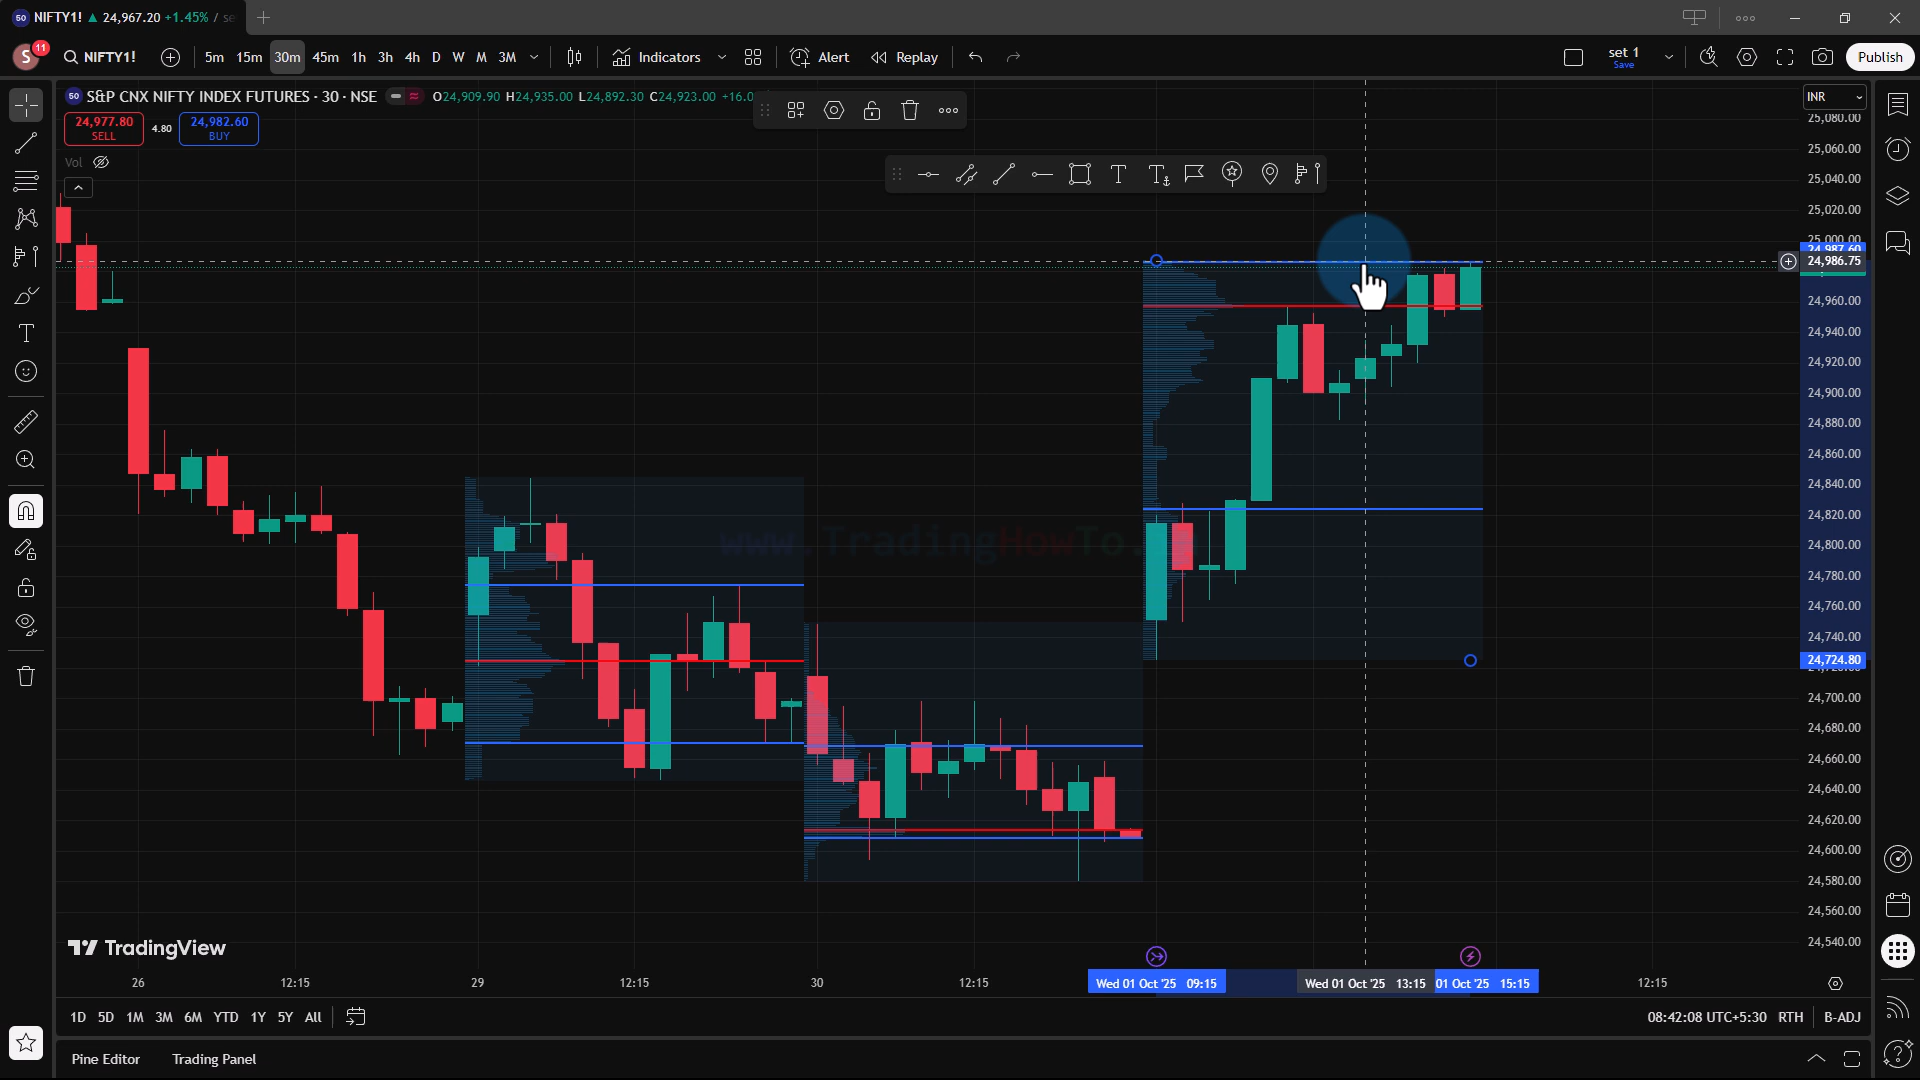 50 NIFTY1! ▲ 24,967.20 +1.45% / se
S 11 NIFTY1! 5m 15m 30m 45m 1h 3h 4h D W M 3M Indicators Alert Replay set 1 Save Publish
50 S&P CNX NIFTY INDEX FUTURES · 30 · NSE O24,909.90 H24,935.00 L24,892.30 C24,923.00 +16.0
INR
24,977.80 SELL 4.80 24,982.60 BUY
Vol
25,080.00
25,060.00
25,040.00
25,020.00
25,000.00
24,987.60
24,986.75
24,960.00
24,940.00
24,920.00
24,900.00
24,880.00
24,860.00
24,840.00
24,820.00
24,800.00
24,780.00
24,760.00
24,740.00
24,724.80
24,700.00
24,680.00
24,660.00
24,640.00
24,620.00
24,600.00
24,580.00
24,560.00
24,540.00
www.TradingHowTo.
TradingView
26 12:15 29 12:15 30 12:15 Wed 01 Oct '25 09:15 Wed 01 Oct '25 13:15 01 Oct '25 15:15 12:15
1D 5D 1M 3M 6M YTD 1Y 5Y All 08:42:08 UTC+5:30 RTH B-ADJ
Pine Editor Trading Panel